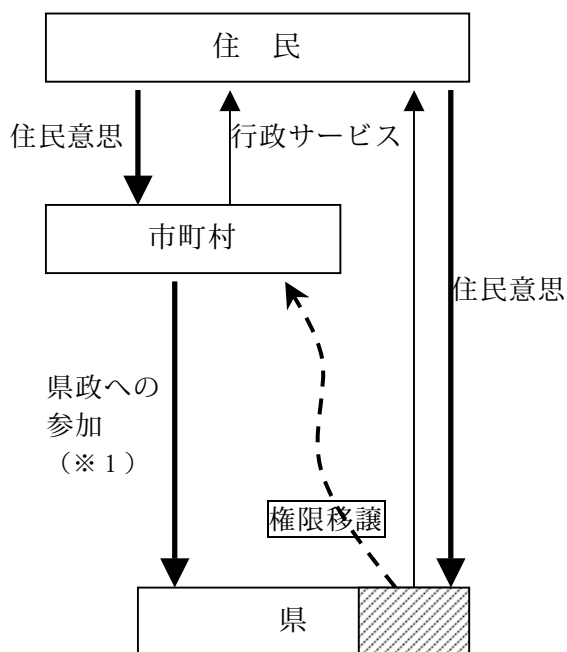 住　民
住民意思
行政サービス
市町村
住民意思
県政への
参加
（※１）
権限移譲
県